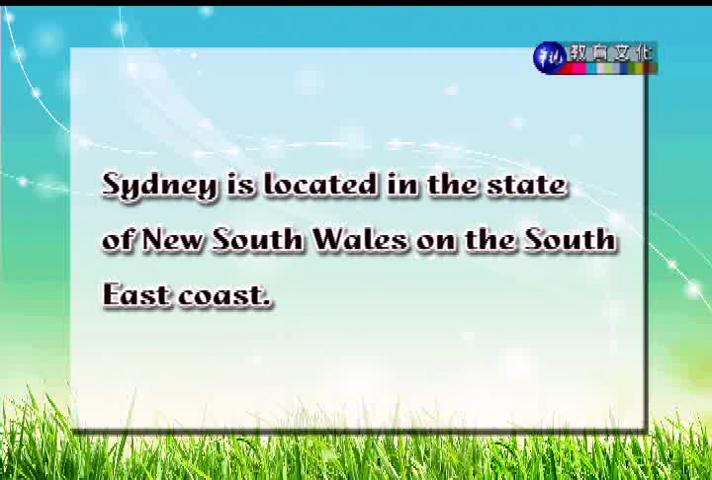 教育文化
Sydney is located in the state
of New South Wales on the South
East coast.